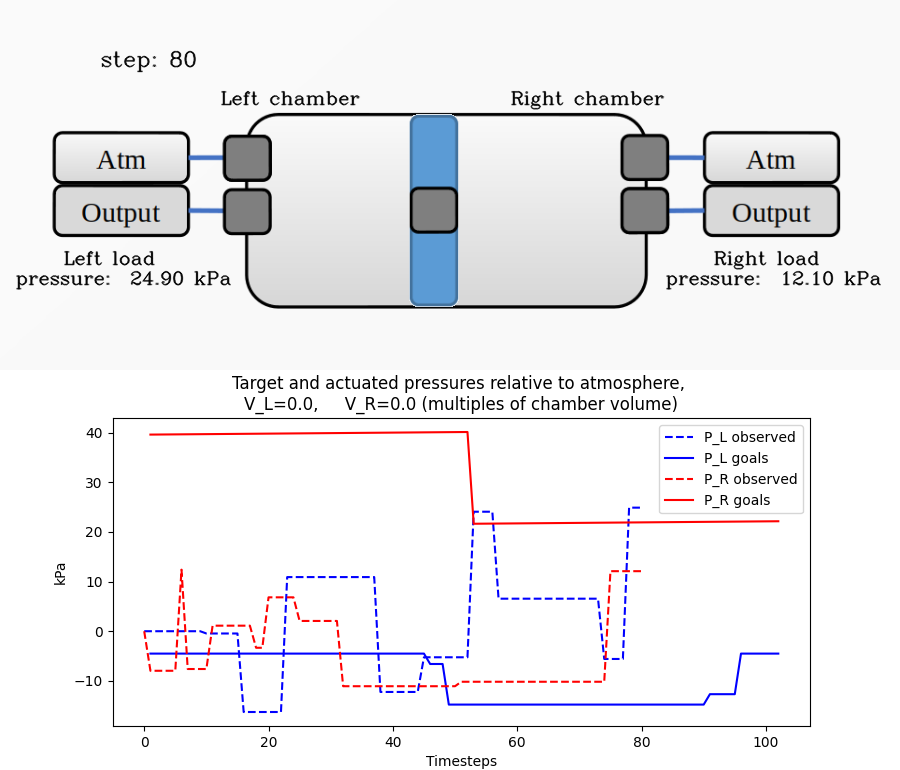 step: 80
Left chamber
Right chamber
Atm
Atm
Output
Output
Left load
pressure: 24.90 kPa
Right load
pressure: 12.10 kPa
Target and actuated pressures relative to atmosphere,
V_L=0.0, V_R=0.0 (multiples of chamber volume)
40
30
20
10
0
−10
kPa
P_L observed
P_L goals
P_R observed
P_R goals
0
20
40
60
80
100
Timesteps